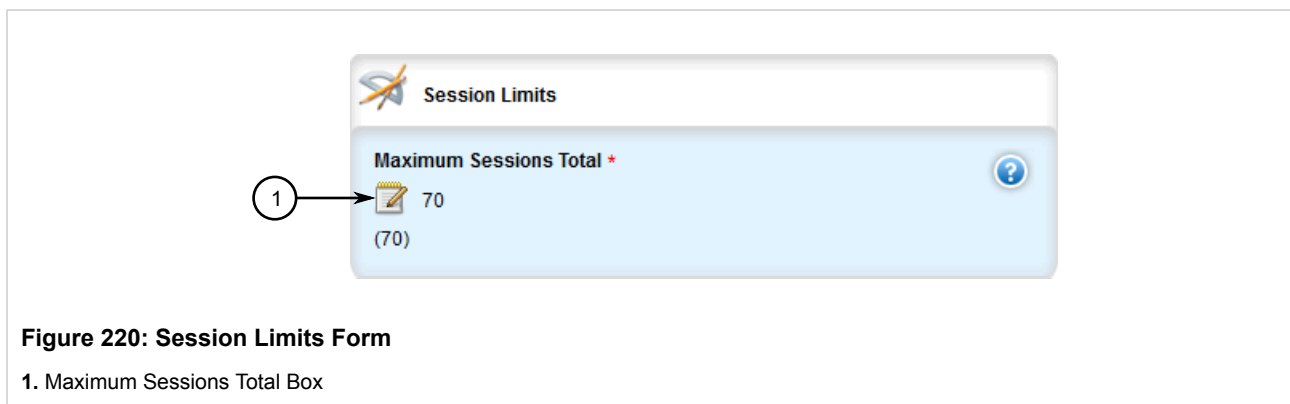 Session Limits
Maximum Sessions Total *
?
1
70
(70)
Figure 220: Session Limits Form
1. Maximum Sessions Total Box